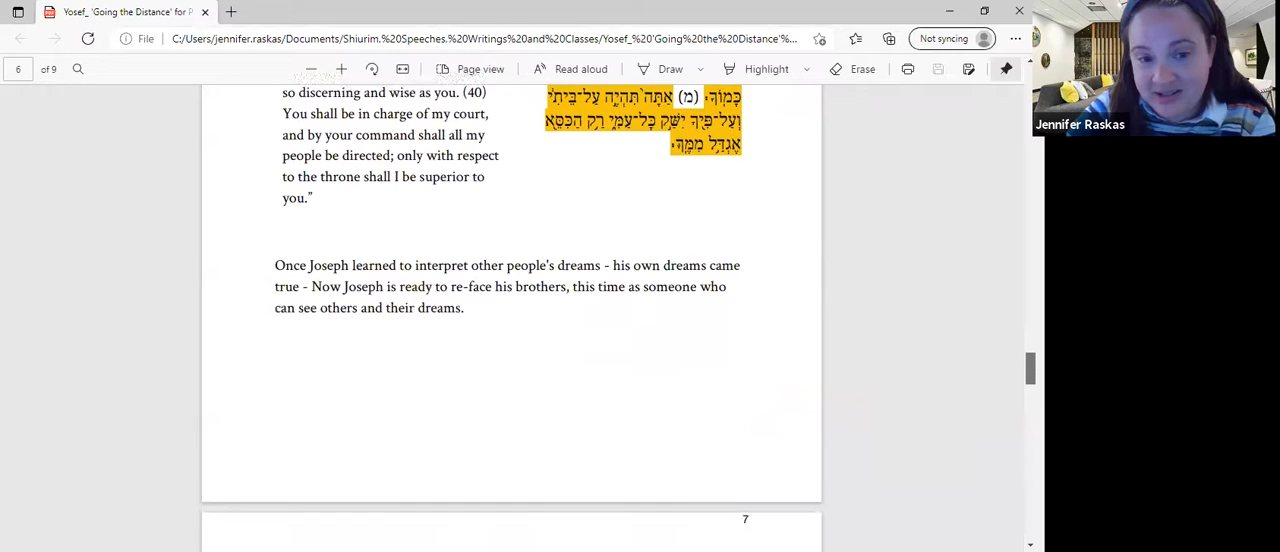 Yosef_ 'Going the Distance' for P
File
C:/Users/jennifer.raskas/Documents/Shiurim.%20Speeches.%20Writings%20and%20Classes/Yosef_%20'Going%20the%20Distance'%...
Not syncing
6 of 9
Page view
Read aloud
Draw
Highlight
Erase
Jennifer Raskas
so discerning and wise as you. (40)
You shall be in charge of my court,
and by your command shall all my
people be directed; only with respect
to the throne shall I be superior to
you.”
כָּמֽוֹךָ׃ (מ) אַתָּה֙ תִּהְיֶ֣ה עַל־בֵּיתִ֔י
וְעַל־פִּ֖יךָ יִשַּׁ֣ק כׇּל־עַמִּ֑י רַ֥ק הַכִּסֵּ֖א
אֶגְדַּ֥ל מִמֶּֽךָּ׃
Once Joseph learned to interpret other people's dreams - his own dreams came
true - Now Joseph is ready to re-face his brothers, this time as someone who
can see others and their dreams.
7